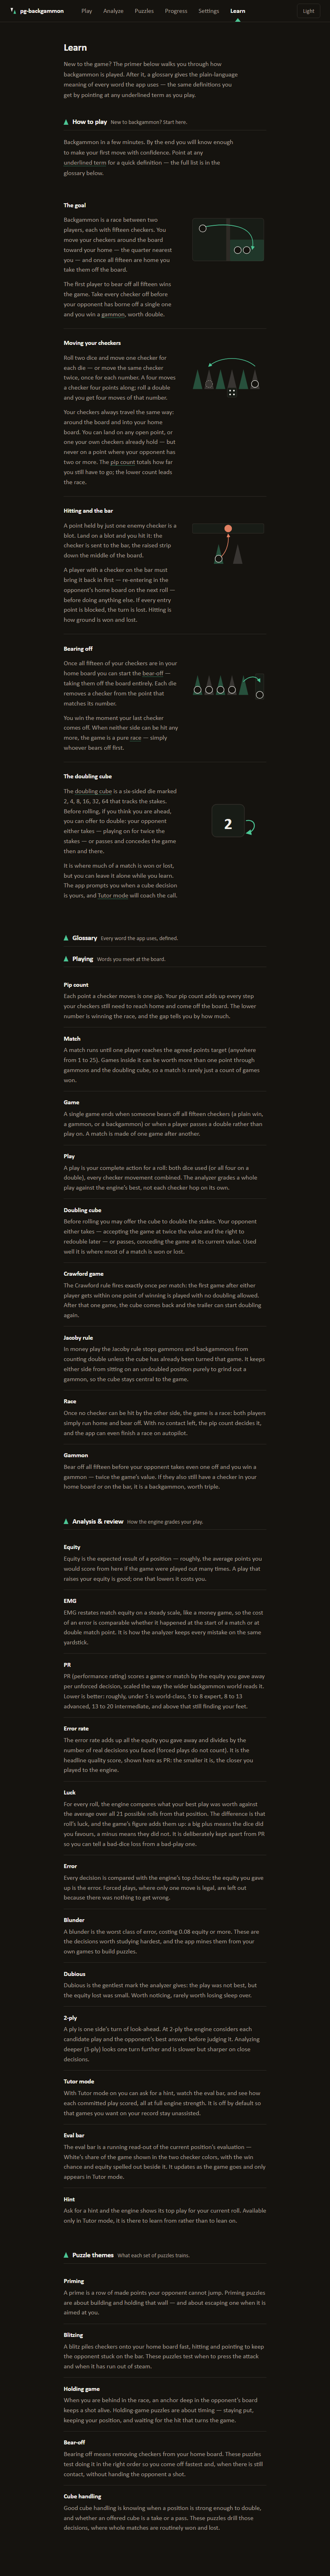 pg-backgammon Play Analyze Puzzles Progress Settings Learn Light
Learn
New to the game? The primer below walks you through how
backgammon is played. After it, a glossary gives the plain-language
meaning of every word the app uses — the same definitions you
get by pointing at any underlined term as you play.
How to play New to backgammon? Start here.
Backgammon in a few minutes. By the end you will know enough
to make your first move with confidence. Point at any
underlined term for a quick definition — the full list is in the
glossary below.
The goal
Backgammon is a race between two
players, each with fifteen checkers. You
move your checkers around the board
toward your home — the quarter nearest
you — and once all fifteen are home you
take them off the board.
The first player to bear off all fifteen wins
the game. Take every checker off before
your opponent has borne off a single one
and you win a gammon, worth double.
Moving your checkers
Roll two dice and move one checker for
each die — or move the same checker
twice, once for each number. A four moves
a checker four points along; roll a double
and you get four moves of that number.
Your checkers always travel the same way:
around the board and into your home
board. You can land on any open point, or
one your own checkers already hold — but
never on a point where your opponent has
two or more. The pip count totals how far
you still have to go; the lower count leads
the race.
Hitting and the bar
A point held by just one enemy checker is a
blot. Land on a blot and you hit it: the
checker is sent to the bar, the raised strip
down the middle of the board.
A player with a checker on the bar must
bring it back in first — re-entering in the
opponent's home board on the next roll —
before doing anything else. If every entry
point is blocked, the turn is lost. Hitting is
how ground is won and lost.
Bearing off
Once all fifteen of your checkers are in your
home board you can start the bear-off —
taking them off the board entirely. Each die
removes a checker from the point that
matches its number.
You win the moment your last checker
comes off. When neither side can be hit any
more, the game is a pure race — simply
whoever bears off first.
The doubling cube
The doubling cube is a six-sided die marked
2, 4, 8, 16, 32, 64 that tracks the stakes.
Before rolling, if you think you are ahead,
you can offer to double: your opponent
either takes — playing on for twice the
stakes — or passes and concedes the game
then and there.
2
It is where much of a match is won or lost,
but you can leave it alone while you learn.
The app prompts you when a cube decision
is yours, and Tutor mode will coach the call.
Glossary Every word the app uses, defined.
Playing Words you meet at the board.
Pip count
Each point a checker moves is one pip. Your pip count adds up every step
your checkers still need to reach home and come off the board. The lower
number is winning the race, and the gap tells you by how much.
Match
A match runs until one player reaches the agreed points target (anywhere
from 1 to 25). Games inside it can be worth more than one point through
gammons and the doubling cube, so a match is rarely just a count of games
won.
Game
A single game ends when someone bears off all fifteen checkers (a plain win,
a gammon, or a backgammon) or when a player passes a double rather than
play on. A match is made of one game after another.
Play
A play is your complete action for a roll: both dice used (or all four on a
double), every checker movement combined. The analyzer grades a whole
play against the engine's best, not each checker hop on its own.
Doubling cube
Before rolling you may offer the cube to double the stakes. Your opponent
either takes — accepting the game at twice the value and the right to
redouble later — or passes, conceding the game at its current value. Used
well it is where most of a match is won or lost.
Crawford game
The Crawford rule fires exactly once per match: the first game after either
player gets within one point of winning is played with no doubling allowed.
After that one game, the cube comes back and the trailer can start doubling
again.
Jacoby rule
In money play the Jacoby rule stops gammons and backgammons from
counting double unless the cube has already been turned that game. It keeps
either side from sitting on an undoubled position purely to grind out a
gammon, so the cube stays central to the game.
Race
Once no checker can be hit by the other side, the game is a race: both players
simply run home and bear off. With no contact left, the pip count decides it,
and the app can even finish a race on autopilot.
Gammon
Bear off all fifteen before your opponent takes even one off and you win a
gammon — twice the game's value. If they also still have a checker in your
home board or on the bar, it is a backgammon, worth triple.
Analysis & review How the engine grades your play.
Equity
Equity is the expected result of a position — roughly, the average points you
would score from here if the game were played out many times. A play that
raises your equity is good; one that lowers it costs you.
EMG
EMG restates match equity on a steady scale, like a money game, so the cost
of an error is comparable whether it happened at the start of a match or at
double match point. It is how the analyzer keeps every mistake on the same
yardstick.
PR
PR (performance rating) scores a game or match by the equity you gave away
per unforced decision, scaled the way the wider backgammon world reads it.
Lower is better: roughly, under 5 is world-class, 5 to 8 expert, 8 to 13
advanced, 13 to 20 intermediate, and above that still finding your feet.
Error rate
The error rate adds up all the equity you gave away and divides by the
number of real decisions you faced (forced plays do not count). It is the
headline quality score, shown here as PR: the smaller it is, the closer you
played to the engine.
Luck
For every roll, the engine compares what your best play was worth against
the average over all 21 possible rolls from that position. The difference is that
roll's luck, and the game's figure adds them up: a big plus means the dice did
you favours, a minus means they did not. It is deliberately kept apart from PR
so you can tell a bad-dice loss from a bad-play one.
Error
Every decision is compared with the engine's top choice; the equity you gave
up is the error. Forced plays, where only one move is legal, are left out
because there was nothing to get wrong.
Blunder
A blunder is the worst class of error, costing 0.08 equity or more. These are
the decisions worth studying hardest, and the app mines them from your
own games to build puzzles.
Dubious
Dubious is the gentlest mark the analyzer gives: the play was not best, but
the equity lost was small. Worth noticing, rarely worth losing sleep over.
2-ply
A ply is one side's turn of look-ahead. At 2-ply the engine considers each
candidate play and the opponent's best answer before judging it. Analyzing
deeper (3-ply) looks one turn further and is slower but sharper on close
decisions.
Tutor mode
With Tutor mode on you can ask for a hint, watch the eval bar, and see how
each committed play scored, all at full engine strength. It is off by default so
that games you want on your record stay unassisted.
Eval bar
The eval bar is a running read-out of the current position's evaluation —
White's share of the game shown in the two checker colors, with the win
chance and equity spelled out beside it. It updates as the game goes and only
appears in Tutor mode.
Hint
Ask for a hint and the engine shows its top play for your current roll. Available
only in Tutor mode, it is there to learn from rather than to lean on.
Puzzle themes What each set of puzzles trains.
Priming
A prime is a row of made points your opponent cannot jump. Priming puzzles
are about building and holding that wall — and about escaping one when it is
aimed at you.
Blitzing
A blitz piles checkers onto your home board fast, hitting and pointing to keep
the opponent stuck on the bar. These puzzles test when to press the attack
and when it has run out of steam.
Holding game
When you are behind in the race, an anchor deep in the opponent's board
keeps a shot alive. Holding-game puzzles are about timing — staying put,
keeping your position, and waiting for the hit that turns the game.
Bear-off
Bearing off means removing checkers from your home board. These puzzles
test doing it in the right order so you come off fastest and, when there is still
contact, without handing the opponent a shot.
Cube handling
Good cube handling is knowing when a position is strong enough to double,
and whether an offered cube is a take or a pass. These puzzles drill those
decisions, where whole matches are routinely won and lost.